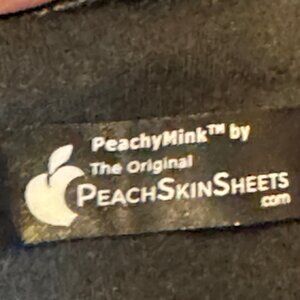 PeachyMink™ by
The Original
PEACHSKINSHEETS
.com